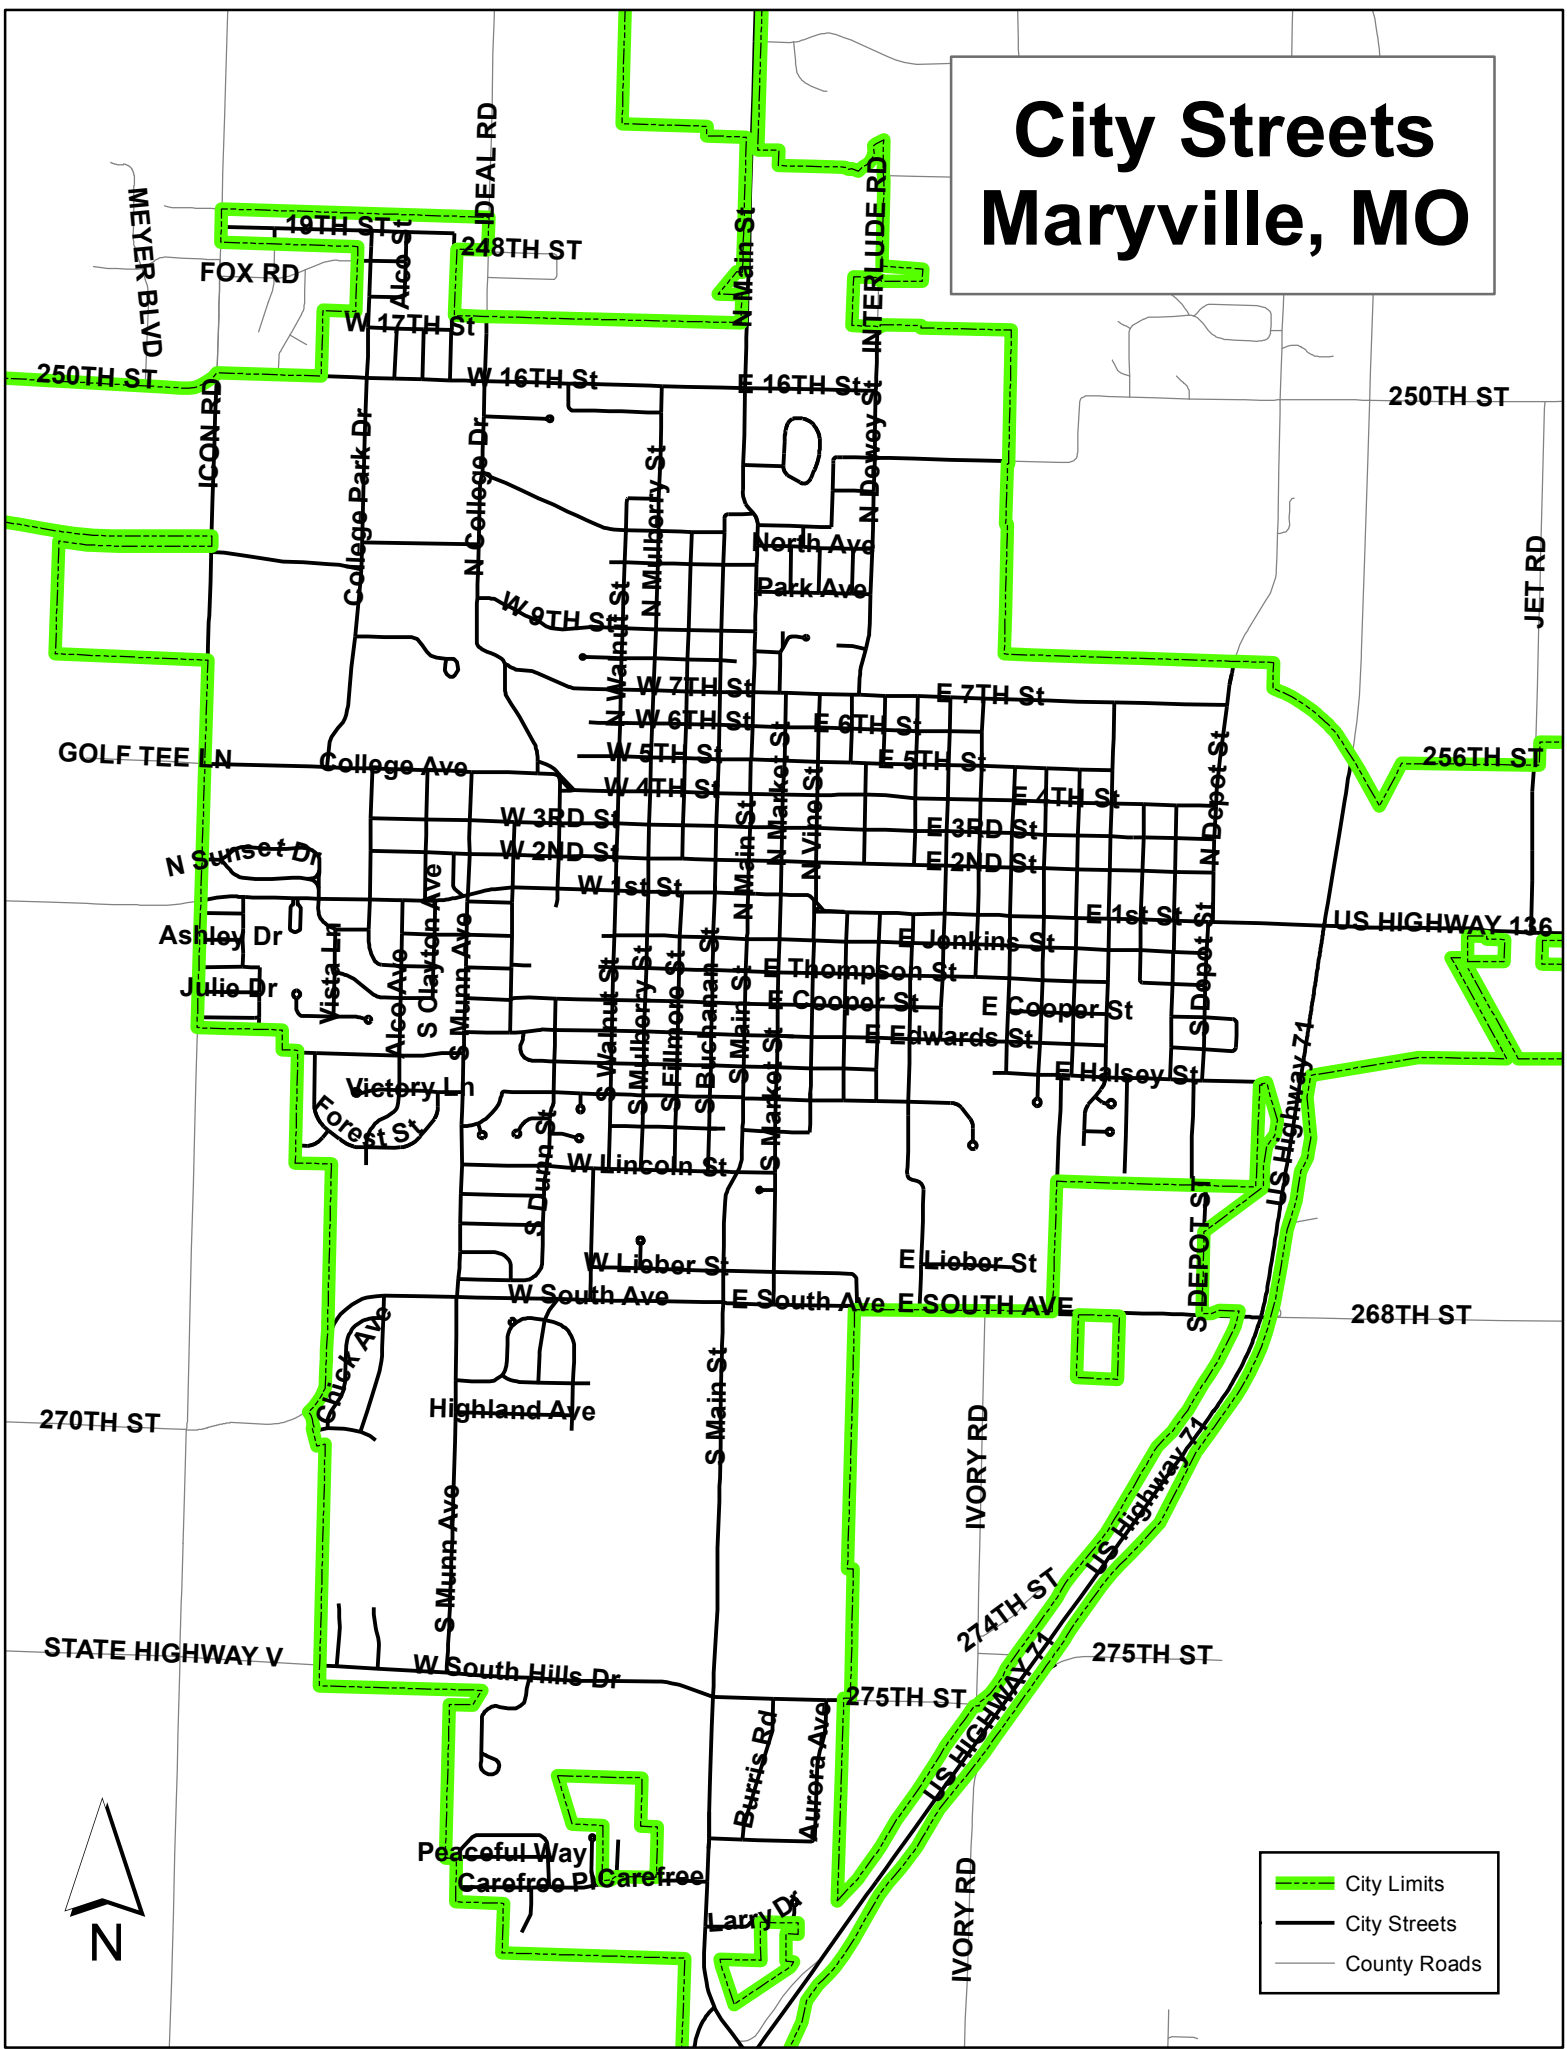 City Streets
Maryville, MO
IDEAL RD
MEYER BLVD
19TH ST
Alco St
248TH ST
FOX RD
N Main St
INTERLUDE RD
W 17TH St
250TH ST
W 16TH St
E 16TH St
250TH ST
ICON RD
College Park Dr
N College Dr
N Mulberry St
N Dewey St
North Ave
JET RD
Park Ave
W 9TH St
N Walnut St
W 7TH St
E 7TH St
W 6TH St
E 6TH St
GOLF TEE LN
College Ave
W 5TH St
E 5TH St
256TH ST
N Market St
N Vine St
N Depot St
W 4TH St
E 4TH St
W 3RD St
E 3RD St
N Sunset Dr
W 2ND St
E 2ND St
N Main St
W 1st St
E 1st St
US HIGHWAY 136
Ashley Dr
Vista Ln
S Clayton Ave
S Munn Ave
E Jenkins St
Julie Dr
Alco Ave
E Thompson St
E Cooper St
E Cooper St
S Depot St
E Edwards St
S Walnut St
S Mulberry St
S Fillmore St
S Buchanan St
S Main St
S Market St
Victory Ln
E Halsey St
US Highway 71
Forest St
S Dunn St
W Lincoln St
S DEPOT ST
W Lieber St
E Lieber St
W South Ave
E South Ave
E SOUTH AVE
268TH ST
Chick Ave
S Main St
Highland Ave
270TH ST
IVORY RD
US Highway 71
S Munn Ave
274TH ST
STATE HIGHWAY V
W South Hills Dr
275TH ST
275TH ST
US HIGHWAY 71
Burris Rd
Aurora Ave
Peaceful Way
Carefree Pl
Carefree
Larry Dr
IVORY RD
N
City Limits
City Streets
County Roads